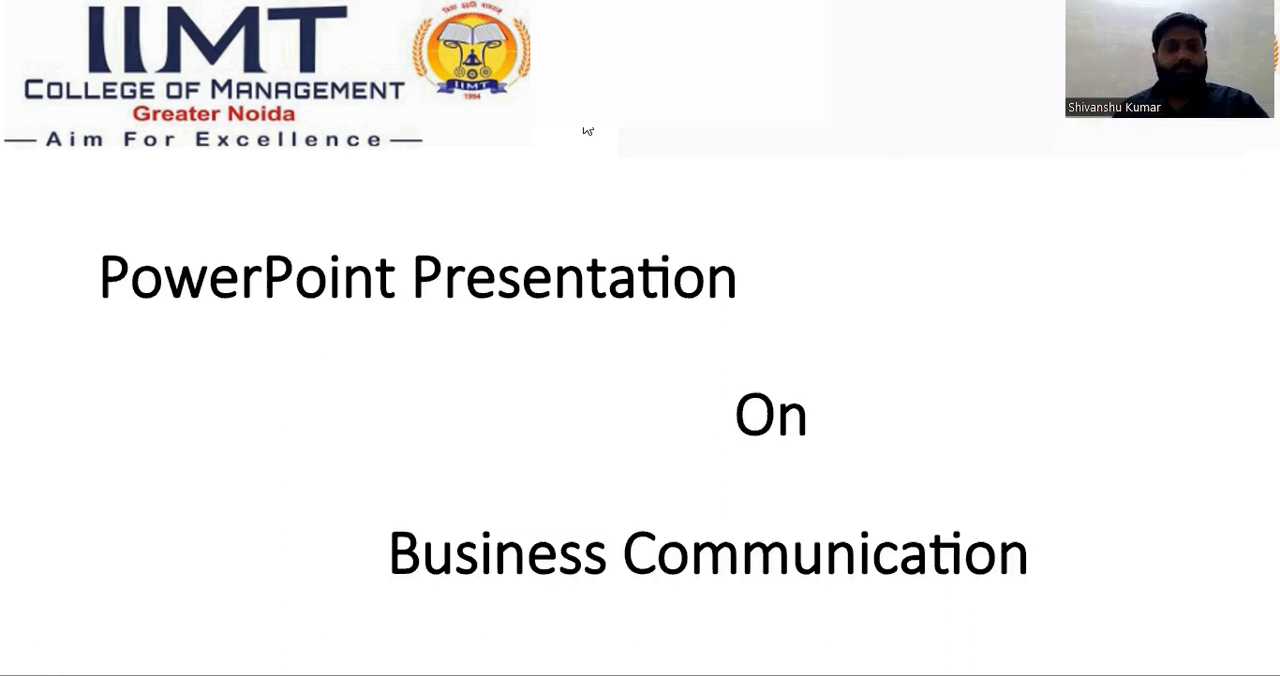 IIMT
COLLEGE OF MANAGEMENT
Greater Noida
Aim For Excellence
IIMT
1994
Shivanshu Kumar
PowerPoint Presentation
On
Business Communication